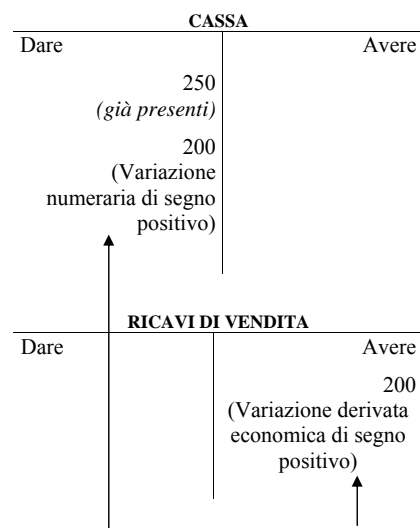 CASSA
Dare Avere
250
(già presenti)
200
(Variazione
numeraria di segno
positivo)
RICAVI DI VENDITA
Dare Avere
200
(Variazione derivata
economica di segno
positivo)